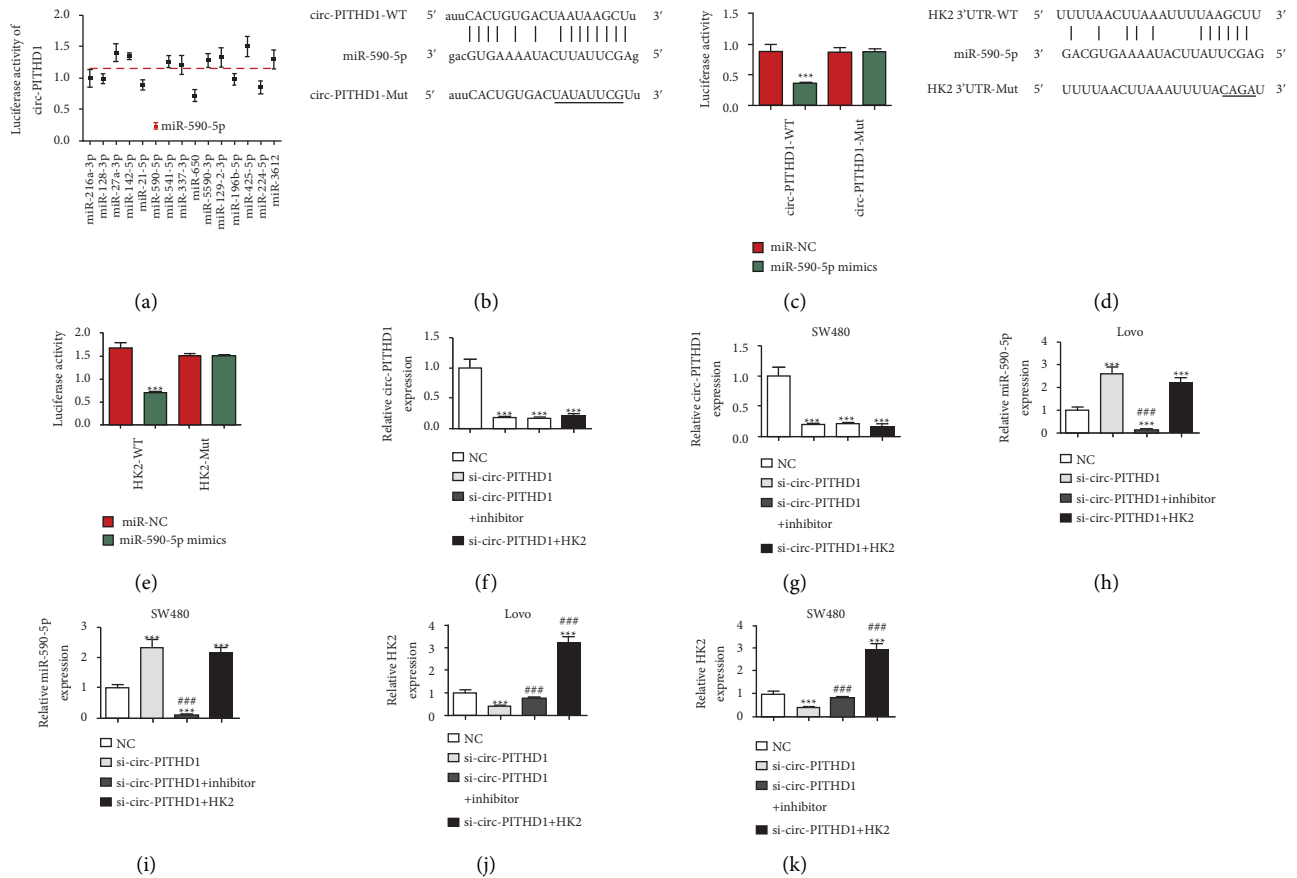 Luciferase activity of
circ-PITHD1
2.0
1.5
1.0
0.5
0.0
miR-590-5p
miR-216a-3p
miR-128-3p
miR-27a-3p
miR-142-5p
miR-21-5p
miR-590-5p
miR-541-5p
miR-337-3p
miR-650
miR-5590-3p
miR-129-2-3p
miR-196b-5p
miR-425-5p
miR-224-5p
miR-3612
(a)
circ-PITHD1-WT 5′ auuCACUGUGACUAAUAAGCUu 3′
miR-590-5p 3′ gacGUGAAAAUACUUAUUCGAg 5′
circ-PITHD1-Mut 5′ auuCACUGUGACUAUAUUCGUu 3′
(b)
Luciferase activity
1.5
1.0
0.5
0.0
***
circ-PITHD1-WT
circ-PITHD1-Mut
miR-NC
miR-590-5p mimics
(c)
HK2 3'UTR-WT 5′ UUUUAACUUAAAUUUUAAGCUU 3′
miR-590-5p 3′ GACGUGAAAAUACUUAUUCGAG 5′
HK2 3'UTR-Mut 5′ UUUUAACUUAAAUUUUACAGAU 3′
(d)
Luciferase activity
2.0
1.5
1.0
0.5
0.0
***
HK2-WT
HK2-Mut
miR-NC
miR-590-5p mimics
(e)
Relative circ-PITHD1
expression
1.5
1.0
0.5
0.0
*** *** ***
NC
si-circ-PITHD1
si-circ-PITHD1
+inhibitor
si-circ-PITHD1+HK2
(f)
SW480
Relative circ-PITHD1
expression
1.5
1.0
0.5
0.0
*** *** ***
NC
si-circ-PITHD1
si-circ-PITHD1
+inhibitor
si-circ-PITHD1+HK2
(g)
Lovo
Relative miR-590-5p
expression
4
3
2
1
0
***
###
***
***
NC
si-circ-PITHD1
si-circ-PITHD1+inhibitor
si-circ-PITHD1+HK2
(h)
SW480
Relative miR-590-5p
expression
3
2
1
0
***
###
***
***
NC
si-circ-PITHD1
si-circ-PITHD1+inhibitor
si-circ-PITHD1+HK2
(i)
Lovo
Relative HK2
expression
4
3
2
1
0
***
###
###
***
NC
si-circ-PITHD1
si-circ-PITHD1
+inhibitor
si-circ-PITHD1+HK2
(j)
SW480
Relative HK2
expression
4
3
2
1
0
***
###
###
***
NC
si-circ-PITHD1
si-circ-PITHD1
+inhibitor
si-circ-PITHD1+HK2
(k)